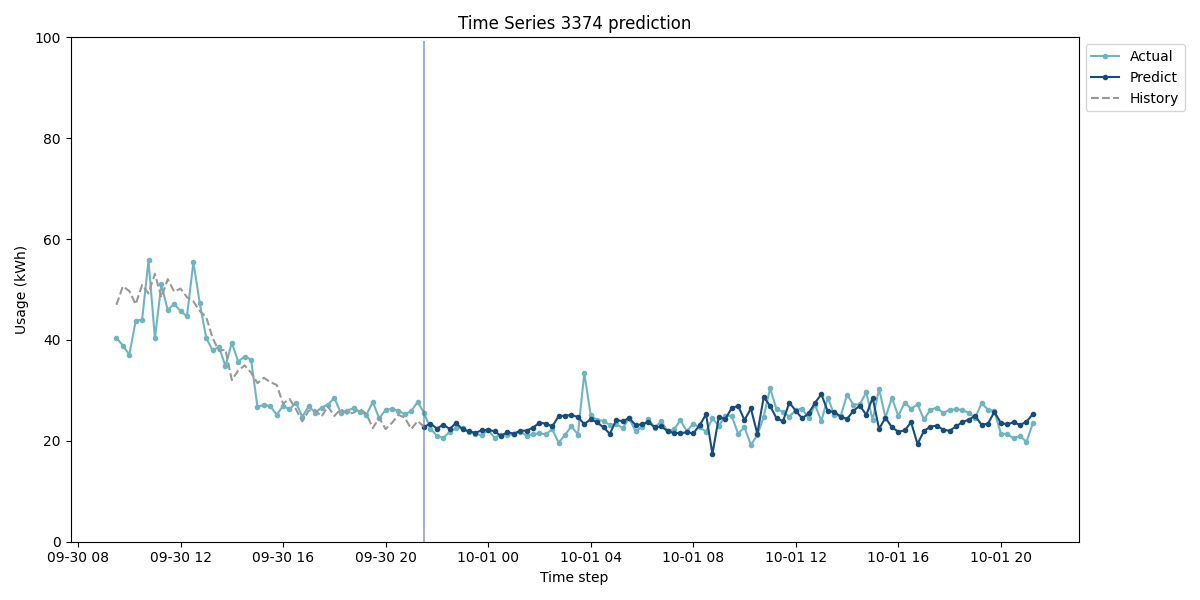 Time Series 3374 prediction
Usage (kWh)
100
80
60
40
20
0
09-30 08
09-30 12
09-30 16
09-30 20
10-01 00
10-01 04
10-01 08
10-01 12
10-01 16
10-01 20
Time step
Actual
Predict
History